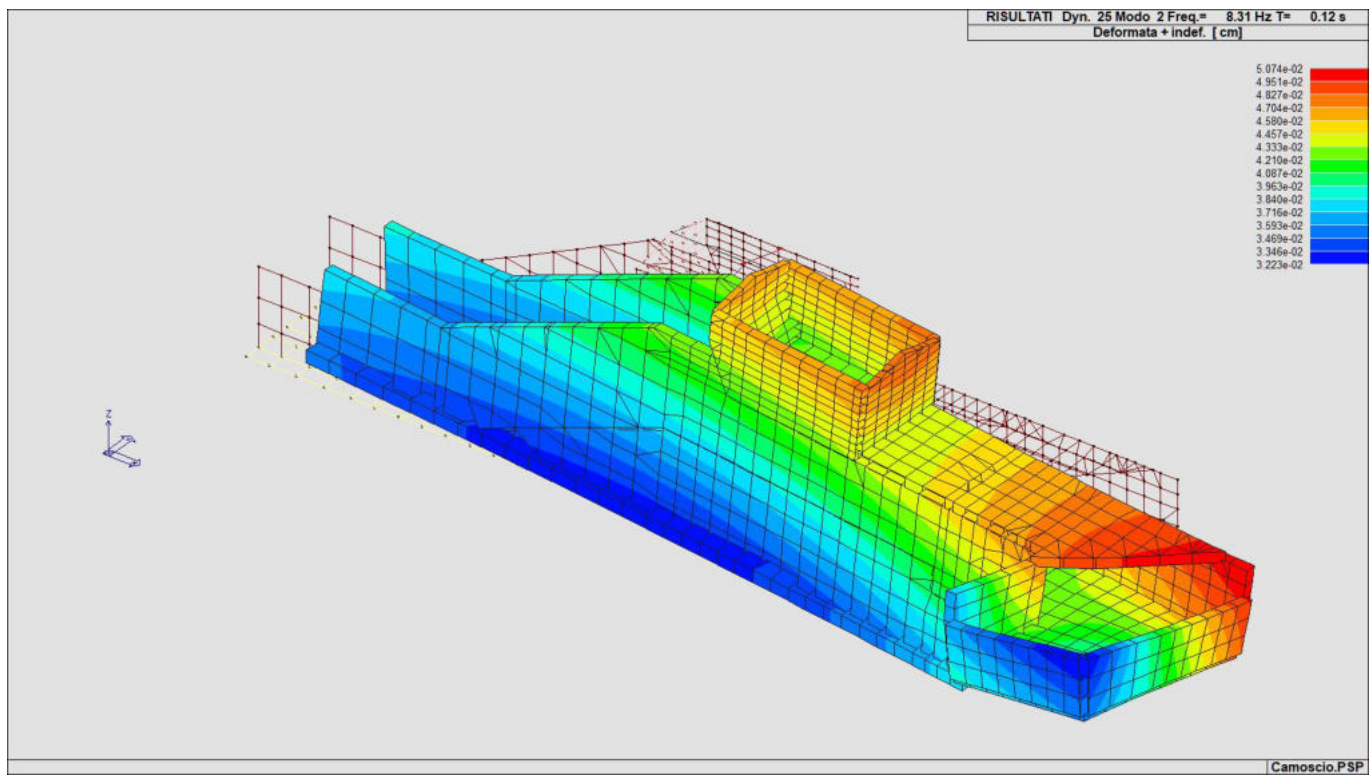 RISULTATI Dyn. 25 Modo 2 Freq.= 8.31 Hz T= 0.12 s
Deformata + indef. [ cm]
5.074e-02
4.951e-02
4.827e-02
4.704e-02
4.580e-02
4.457e-02
4.333e-02
4.210e-02
4.087e-02
3.963e-02
3.840e-02
3.716e-02
3.593e-02
3.469e-02
3.346e-02
3.223e-02
Z
Camoscio.PSP